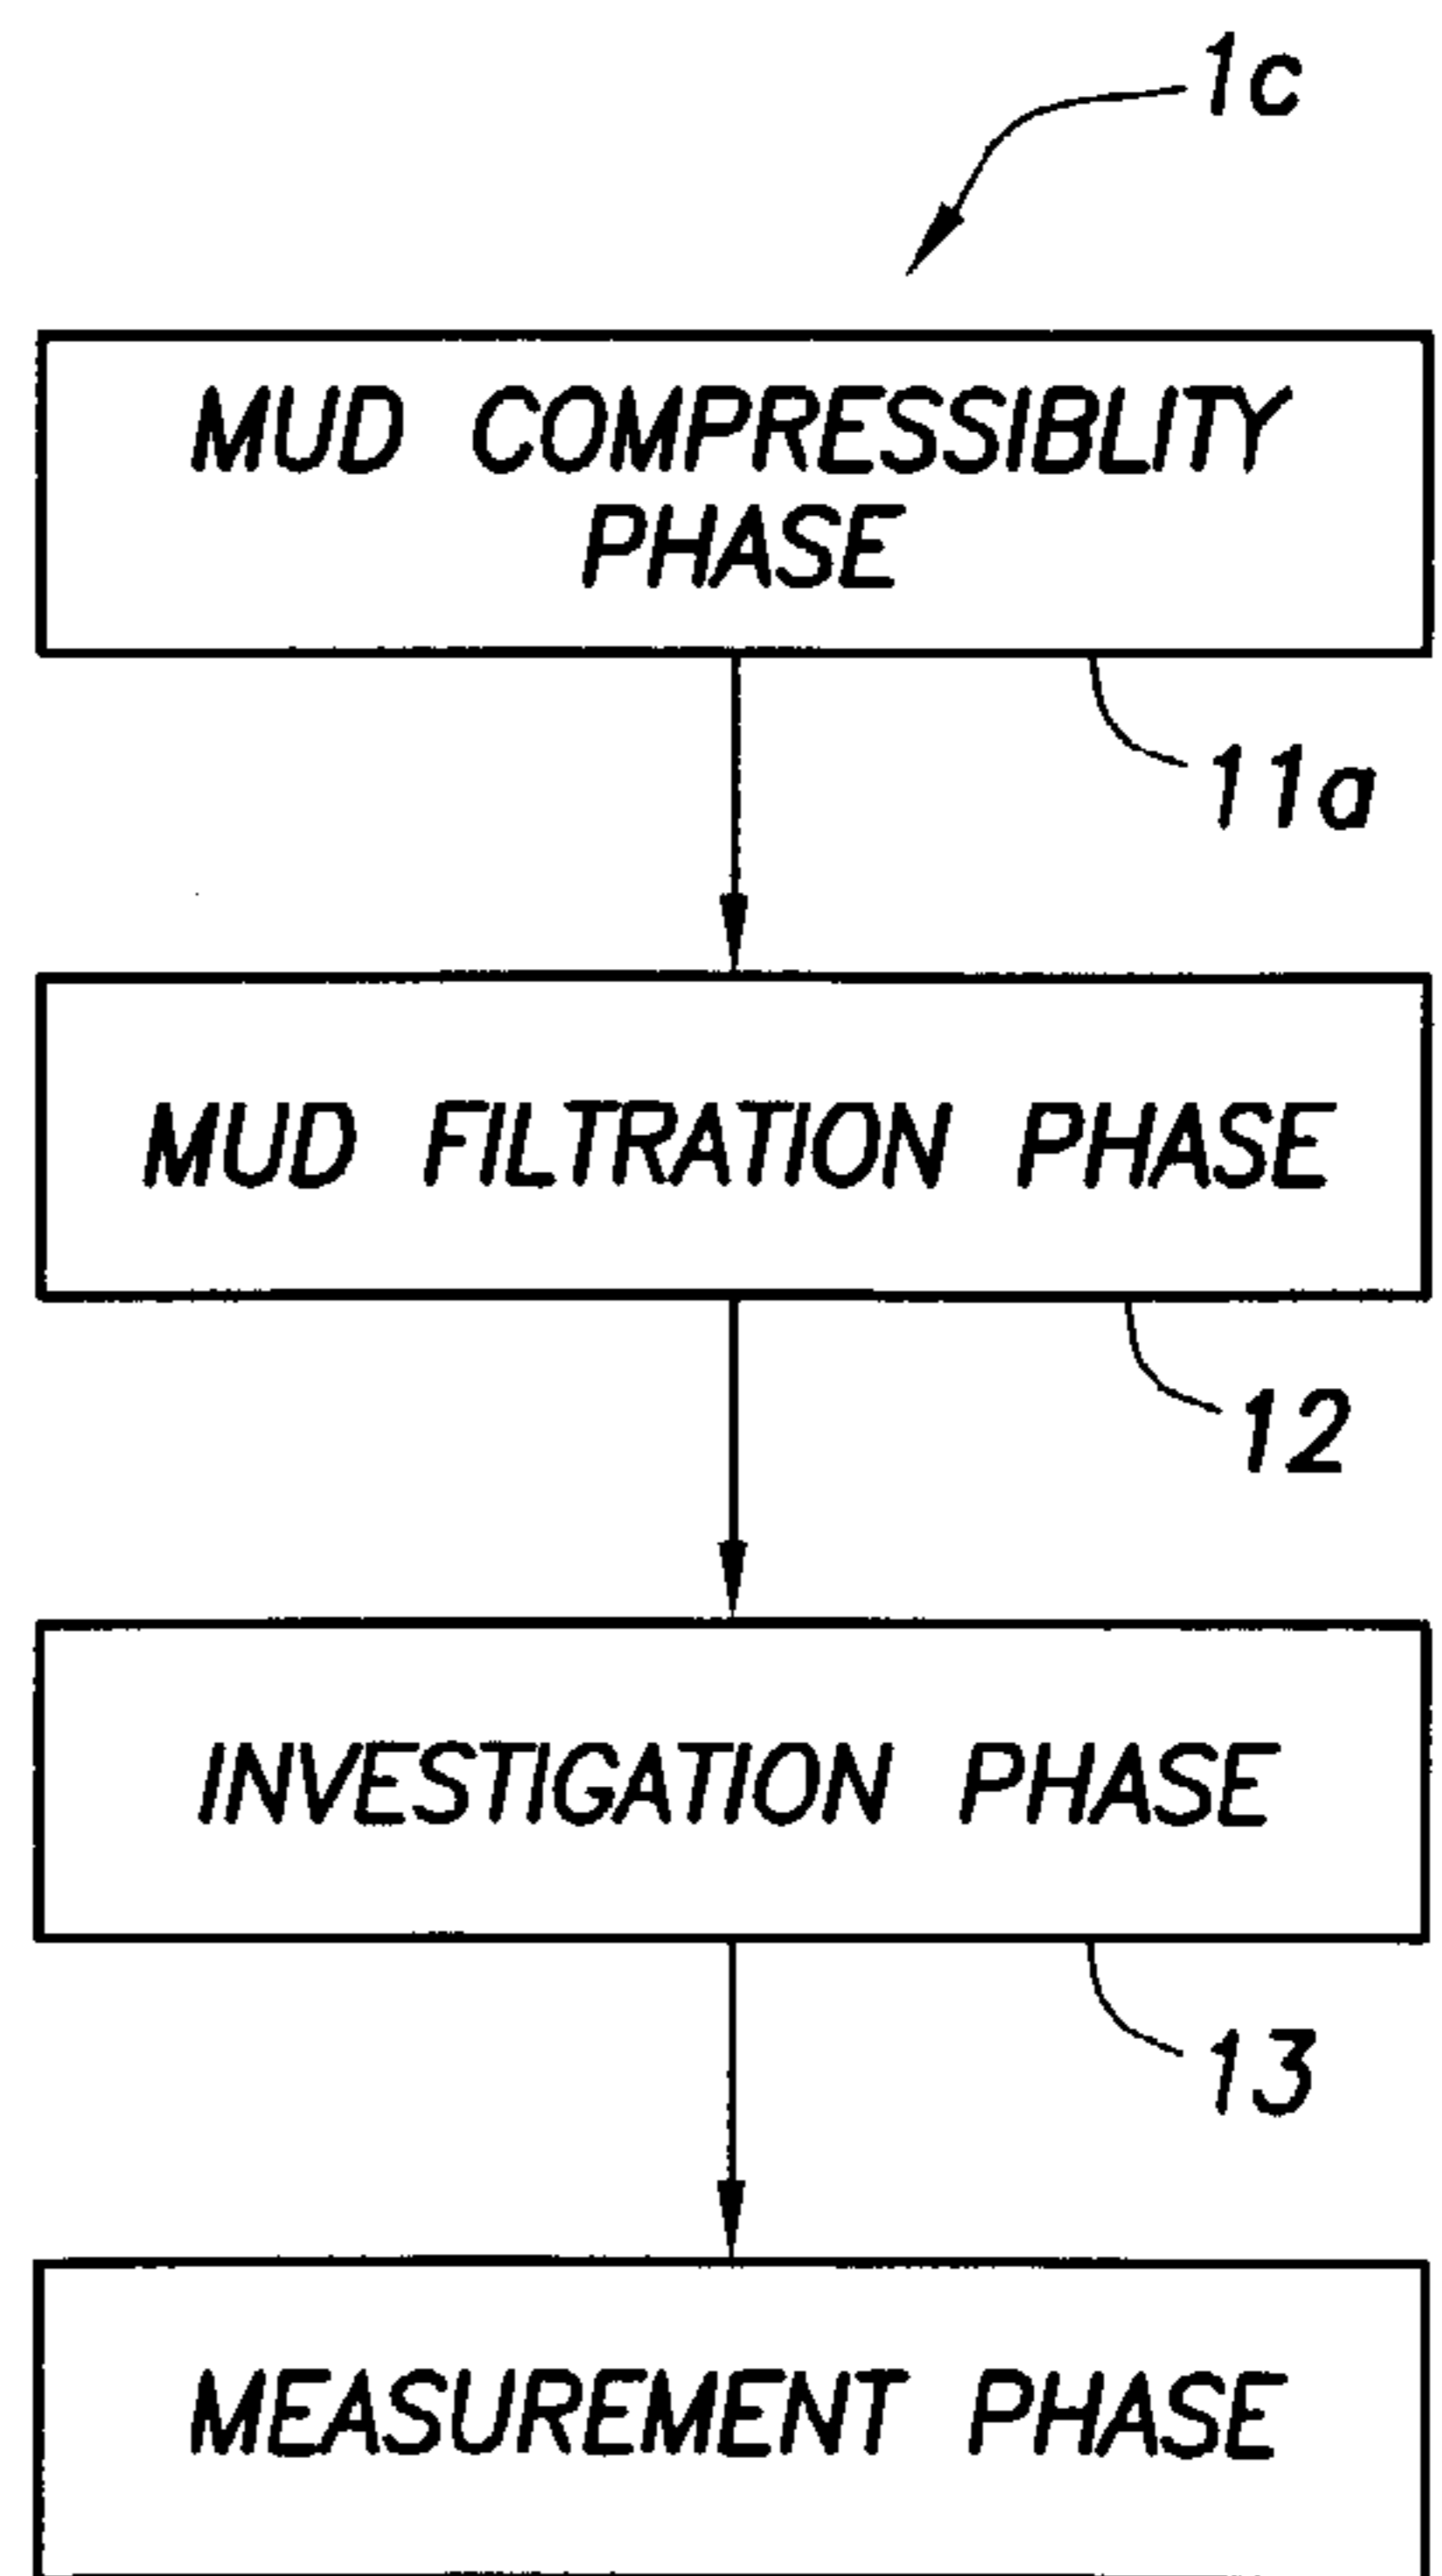 1c
MUD COMPRESSIBLITY
PHASE
11a
MUD FILTRATION PHASE
12
INVESTIGATION PHASE
13
MEASUREMENT PHASE